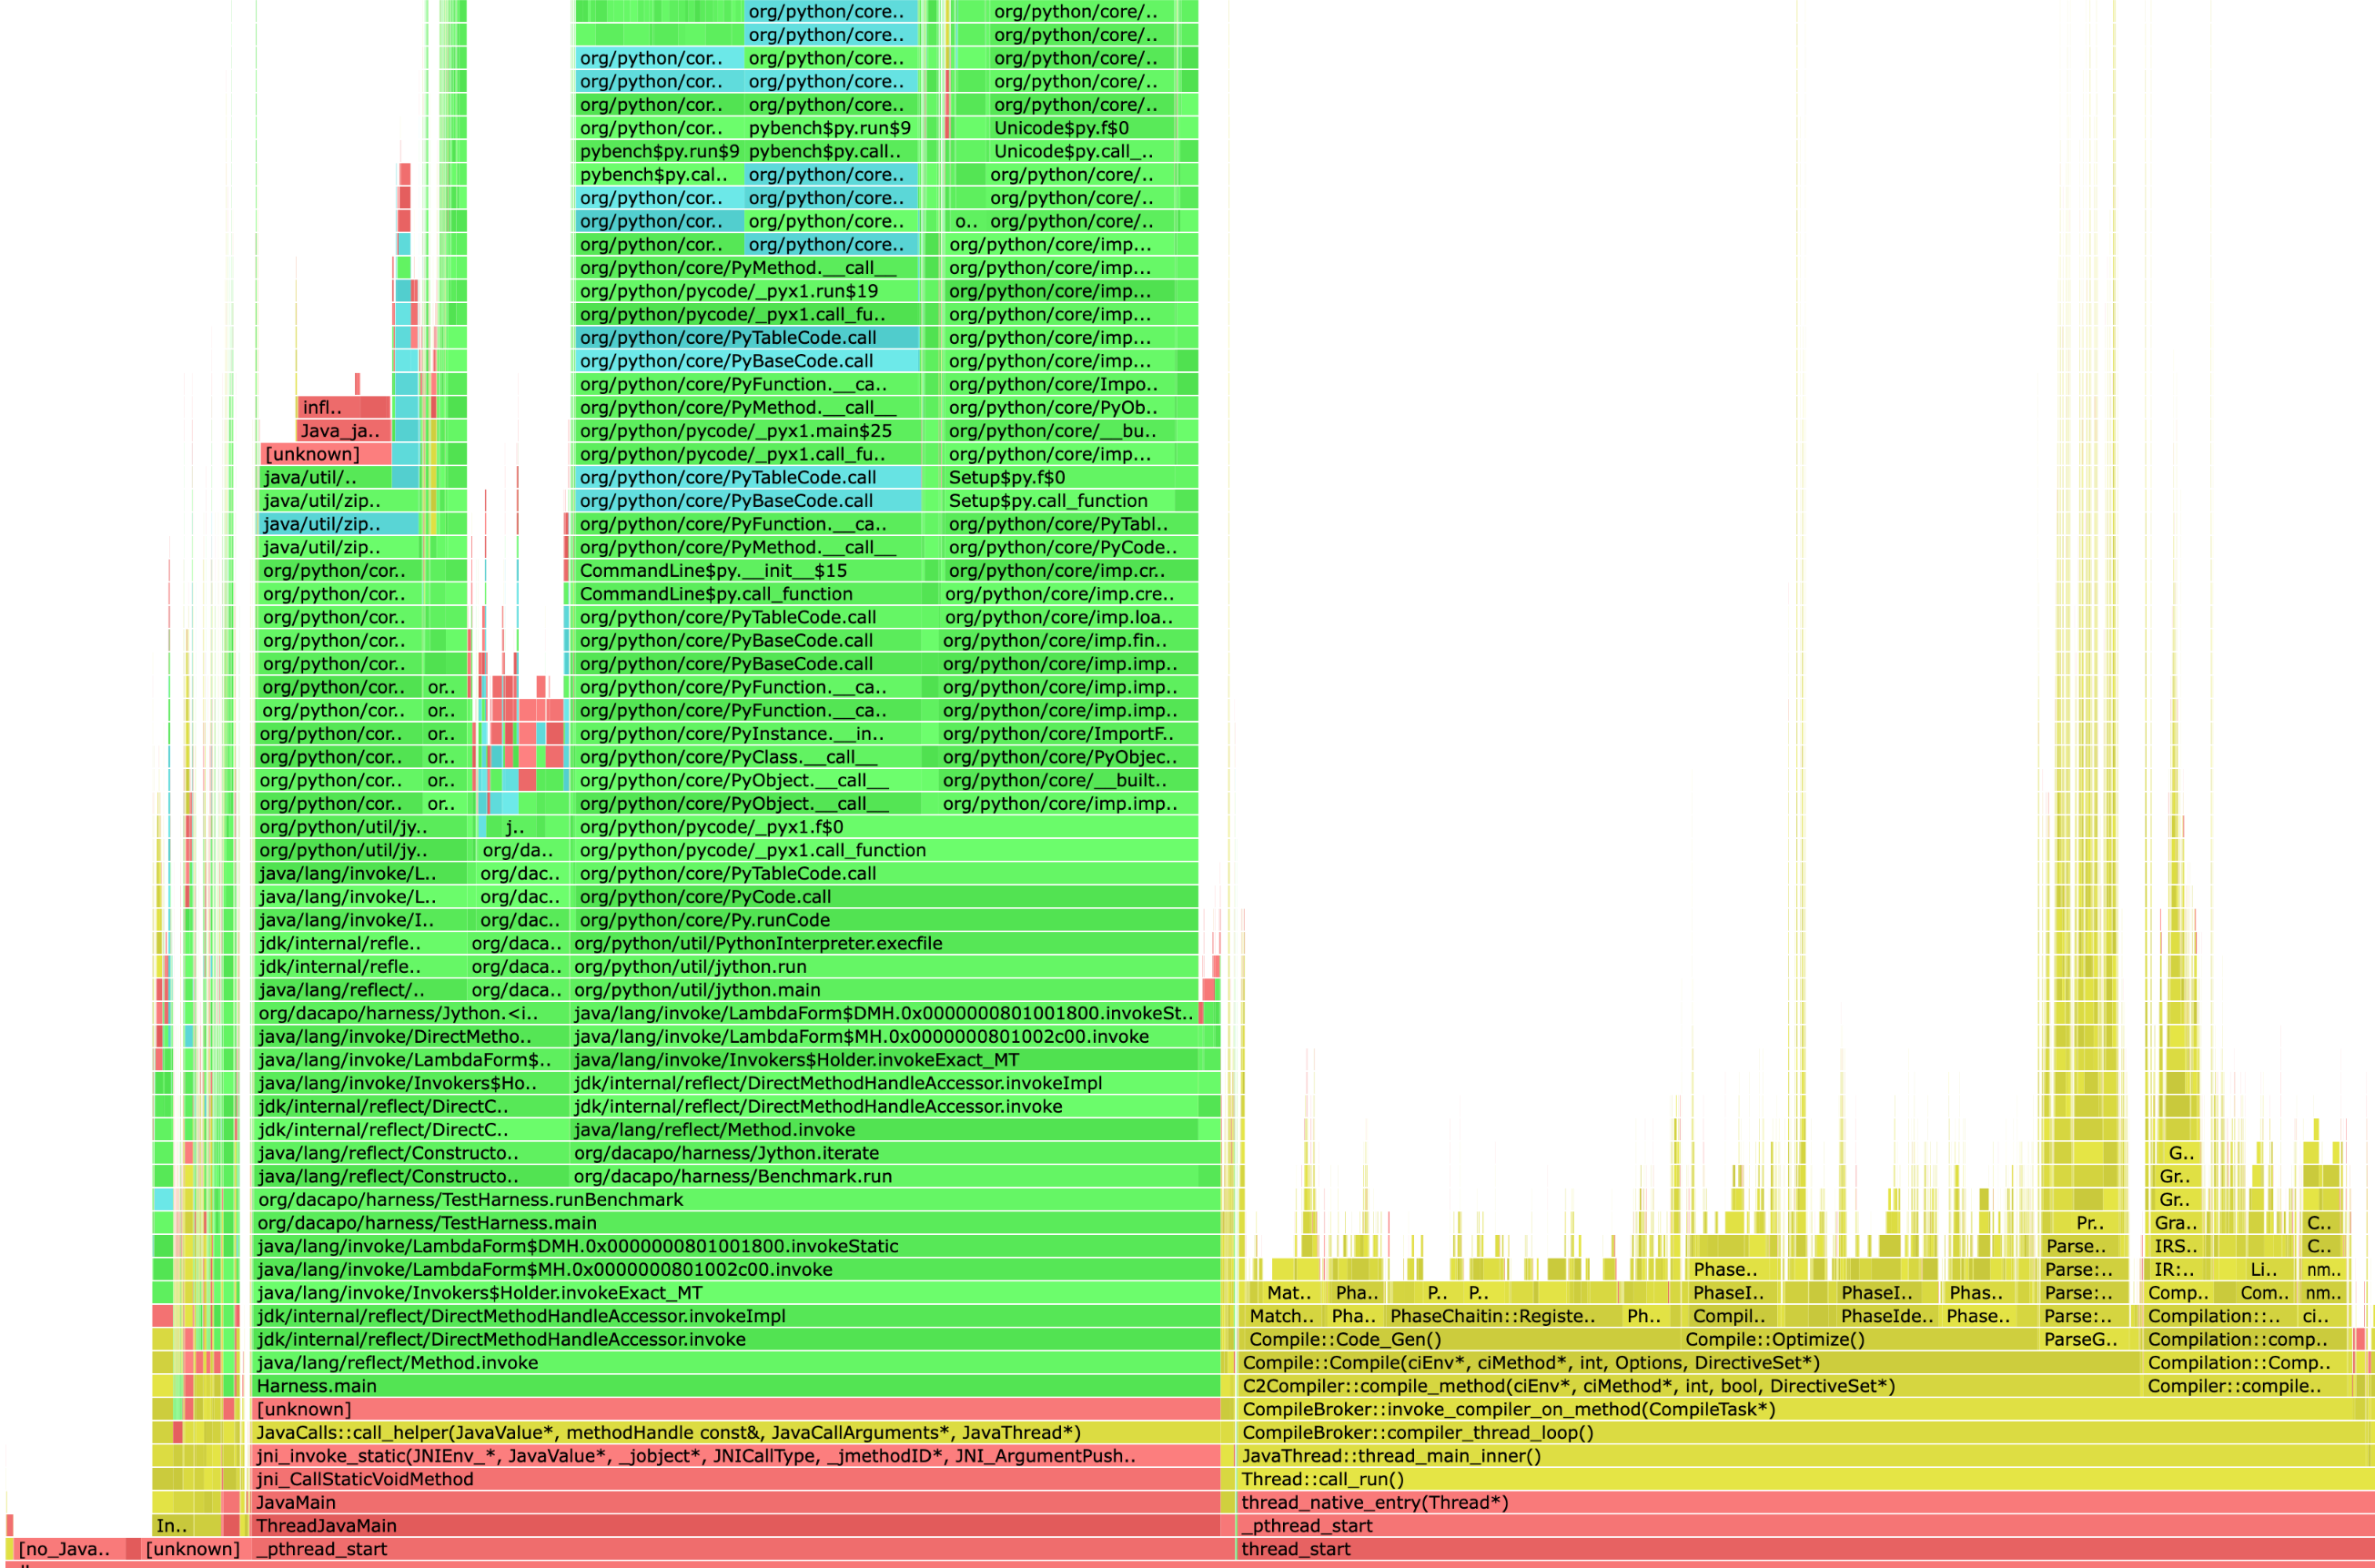 org/python/core.. org/python/core/..
org/python/core.. org/python/core/..
org/python/cor.. org/python/core.. org/python/core/..
org/python/cor.. org/python/core.. org/python/core/..
org/python/cor.. org/python/core.. org/python/core/..
org/python/cor.. pybench$py.run$9 Unicode$py.f$0
pybench$py.run$9 pybench$py.call.. Unicode$py.call_..
pybench$py.cal.. org/python/core.. org/python/core/..
org/python/cor.. org/python/core.. org/python/core/..
org/python/cor.. org/python/core.. o.. org/python/core/..
org/python/cor.. org/python/core.. org/python/core/imp...
org/python/core/PyMethod.__call__ org/python/core/imp...
org/python/pycode/_pyx1.run$19 org/python/core/imp...
org/python/pycode/_pyx1.call_fu.. org/python/core/imp...
org/python/core/PyTableCode.call org/python/core/imp...
org/python/core/PyBaseCode.call org/python/core/imp...
org/python/core/PyFunction.__ca.. org/python/core/Impo..
infl.. org/python/core/PyMethod.__call__ org/python/core/PyOb..
Java_ja.. org/python/pycode/_pyx1.main$25 org/python/core/__bu..
[unknown] org/python/pycode/_pyx1.call_fu.. org/python/core/imp...
java/util/.. org/python/core/PyTableCode.call Setup$py.f$0
java/util/zip.. org/python/core/PyBaseCode.call Setup$py.call_function
java/util/zip.. org/python/core/PyFunction.__ca.. org/python/core/PyTabl..
java/util/zip.. org/python/core/PyMethod.__call__ org/python/core/PyCode..
org/python/cor.. CommandLine$py.__init__$15 org/python/core/imp.cr..
org/python/cor.. CommandLine$py.call_function org/python/core/imp.cre..
org/python/cor.. org/python/core/PyTableCode.call org/python/core/imp.loa..
org/python/cor.. org/python/core/PyBaseCode.call org/python/core/imp.fin..
org/python/cor.. org/python/core/PyBaseCode.call org/python/core/imp.imp..
org/python/cor.. or.. org/python/core/PyFunction.__ca.. org/python/core/imp.imp..
org/python/cor.. or.. org/python/core/PyFunction.__ca.. org/python/core/imp.imp..
org/python/cor.. or.. org/python/core/PyInstance.__in.. org/python/core/ImportF..
org/python/cor.. or.. org/python/core/PyClass.__call__ org/python/core/PyObjec..
org/python/cor.. or.. org/python/core/PyObject.__call__ org/python/core/__built..
org/python/cor.. or.. org/python/core/PyObject.__call__ org/python/core/imp.imp..
org/python/util/jy.. j.. org/python/pycode/_pyx1.f$0
org/python/util/jy.. org/da.. org/python/pycode/_pyx1.call_function
java/lang/invoke/L.. org/dac.. org/python/core/PyTableCode.call
java/lang/invoke/L.. org/dac.. org/python/core/PyCode.call
java/lang/invoke/I.. org/dac.. org/python/core/Py.runCode
jdk/internal/refle.. org/daca.. org/python/util/PythonInterpreter.execfile
jdk/internal/refle.. org/daca.. org/python/util/jython.run
java/lang/reflect/.. org/daca.. org/python/util/jython.main
org/dacapo/harness/Jython.<i.. java/lang/invoke/LambdaForm$DMH.0x0000000801001800.invokeSt..
java/lang/invoke/DirectMetho.. java/lang/invoke/LambdaForm$MH.0x0000000801002c00.invoke
java/lang/invoke/LambdaForm$.. java/lang/invoke/Invokers$Holder.invokeExact_MT
java/lang/invoke/Invokers$Ho.. jdk/internal/reflect/DirectMethodHandleAccessor.invokeImpl
jdk/internal/reflect/DirectC.. jdk/internal/reflect/DirectMethodHandleAccessor.invoke
jdk/internal/reflect/DirectC.. java/lang/reflect/Method.invoke
java/lang/reflect/Constructo.. org/dacapo/harness/Jython.iterate G..
java/lang/reflect/Constructo.. org/dacapo/harness/Benchmark.run Gr..
org/dacapo/harness/TestHarness.runBenchmark Gr..
org/dacapo/harness/TestHarness.main Pr.. Gra.. C..
java/lang/invoke/LambdaForm$DMH.0x0000000801001800.invokeStatic Parse.. IRS.. C..
java/lang/invoke/LambdaForm$MH.0x0000000801002c00.invoke Phase.. Parse:.. IR:.. Li.. nm..
java/lang/invoke/Invokers$Holder.invokeExact_MT Mat.. Pha.. P.. P.. PhaseI.. PhaseI.. Phas.. Parse:.. Comp.. Com.. nm..
jdk/internal/reflect/DirectMethodHandleAccessor.invokeImpl Match.. Pha.. PhaseChaitin::Registe.. Ph.. Compil.. PhaseIde.. Phase.. Parse:.. Compilation::.. ci..
jdk/internal/reflect/DirectMethodHandleAccessor.invoke Compile::Code_Gen() Compile::Optimize() ParseG.. Compilation::comp..
java/lang/reflect/Method.invoke Compile::Compile(ciEnv*, ciMethod*, int, Options, DirectiveSet*) Compilation::Comp..
Harness.main C2Compiler::compile_method(ciEnv*, ciMethod*, int, bool, DirectiveSet*) Compiler::compile..
[unknown] CompileBroker::invoke_compiler_on_method(CompileTask*)
JavaCalls::call_helper(JavaValue*, methodHandle const&, JavaCallArguments*, JavaThread*) CompileBroker::compiler_thread_loop()
jni_invoke_static(JNIEnv_*, JavaValue*, _jobject*, JNICallType, _jmethodID*, JNI_ArgumentPush.. JavaThread::thread_main_inner()
jni_CallStaticVoidMethod Thread::call_run()
JavaMain thread_native_entry(Thread*)
In.. ThreadJavaMain _pthread_start
[no_Java.. [unknown] _pthread_start thread_start